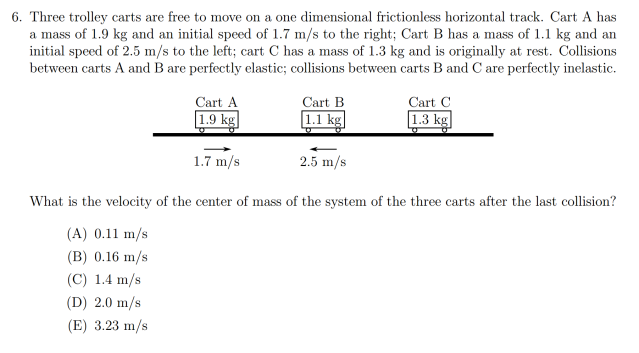 6. Three trolley carts are free to move on a one dimensional frictionless horizontal track. Cart A has
a mass of 1.9 kg and an initial speed of 1.7 m/s to the right; Cart B has a mass of 1.1 kg and an
initial speed of 2.5 m/s to the left; cart C has a mass of 1.3 kg and is originally at rest. Collisions
between carts A and B are perfectly elastic; collisions between carts B and C are perfectly inelastic.
Cart A Cart B Cart C
1.9 kg 1.1 kg 1.3 kg
1.7 m/s 2.5 m/s
What is the velocity of the center of mass of the system of the three carts after the last collision?
(A) 0.11 m/s
(B) 0.16 m/s
(C) 1.4 m/s
(D) 2.0 m/s
(E) 3.23 m/s